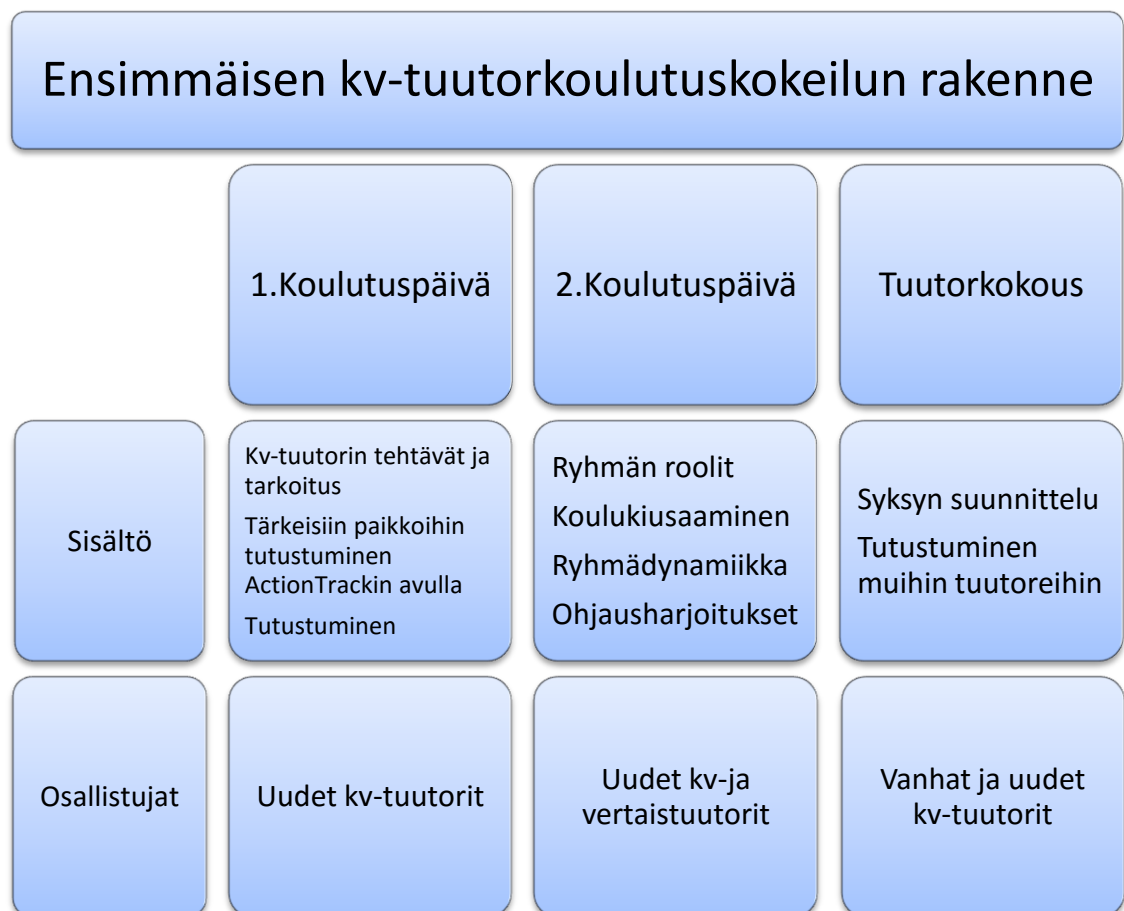 Ensimmäisen kv-tuutorkoulutuskokeilun rakenne
1.Koulutuspäivä
2.Koulutuspäivä
Tuutorkokous
Sisältö
Kv-tuutorin tehtävät ja
tarkoitus
Tärkeisiin paikkoihin
tutustuminen
ActionTrackin avulla
Tutustuminen
Ryhmän roolit
Koulukiusaaminen
Ryhmädynamiikka
Ohjausharjoitukset
Syksyn suunnittelu
Tutustuminen
muihin tuutoreihin
Osallistujat
Uudet kv-tuutorit
Uudet kv-ja
vertaistuutorit
Vanhat ja uudet
kv-tuutorit